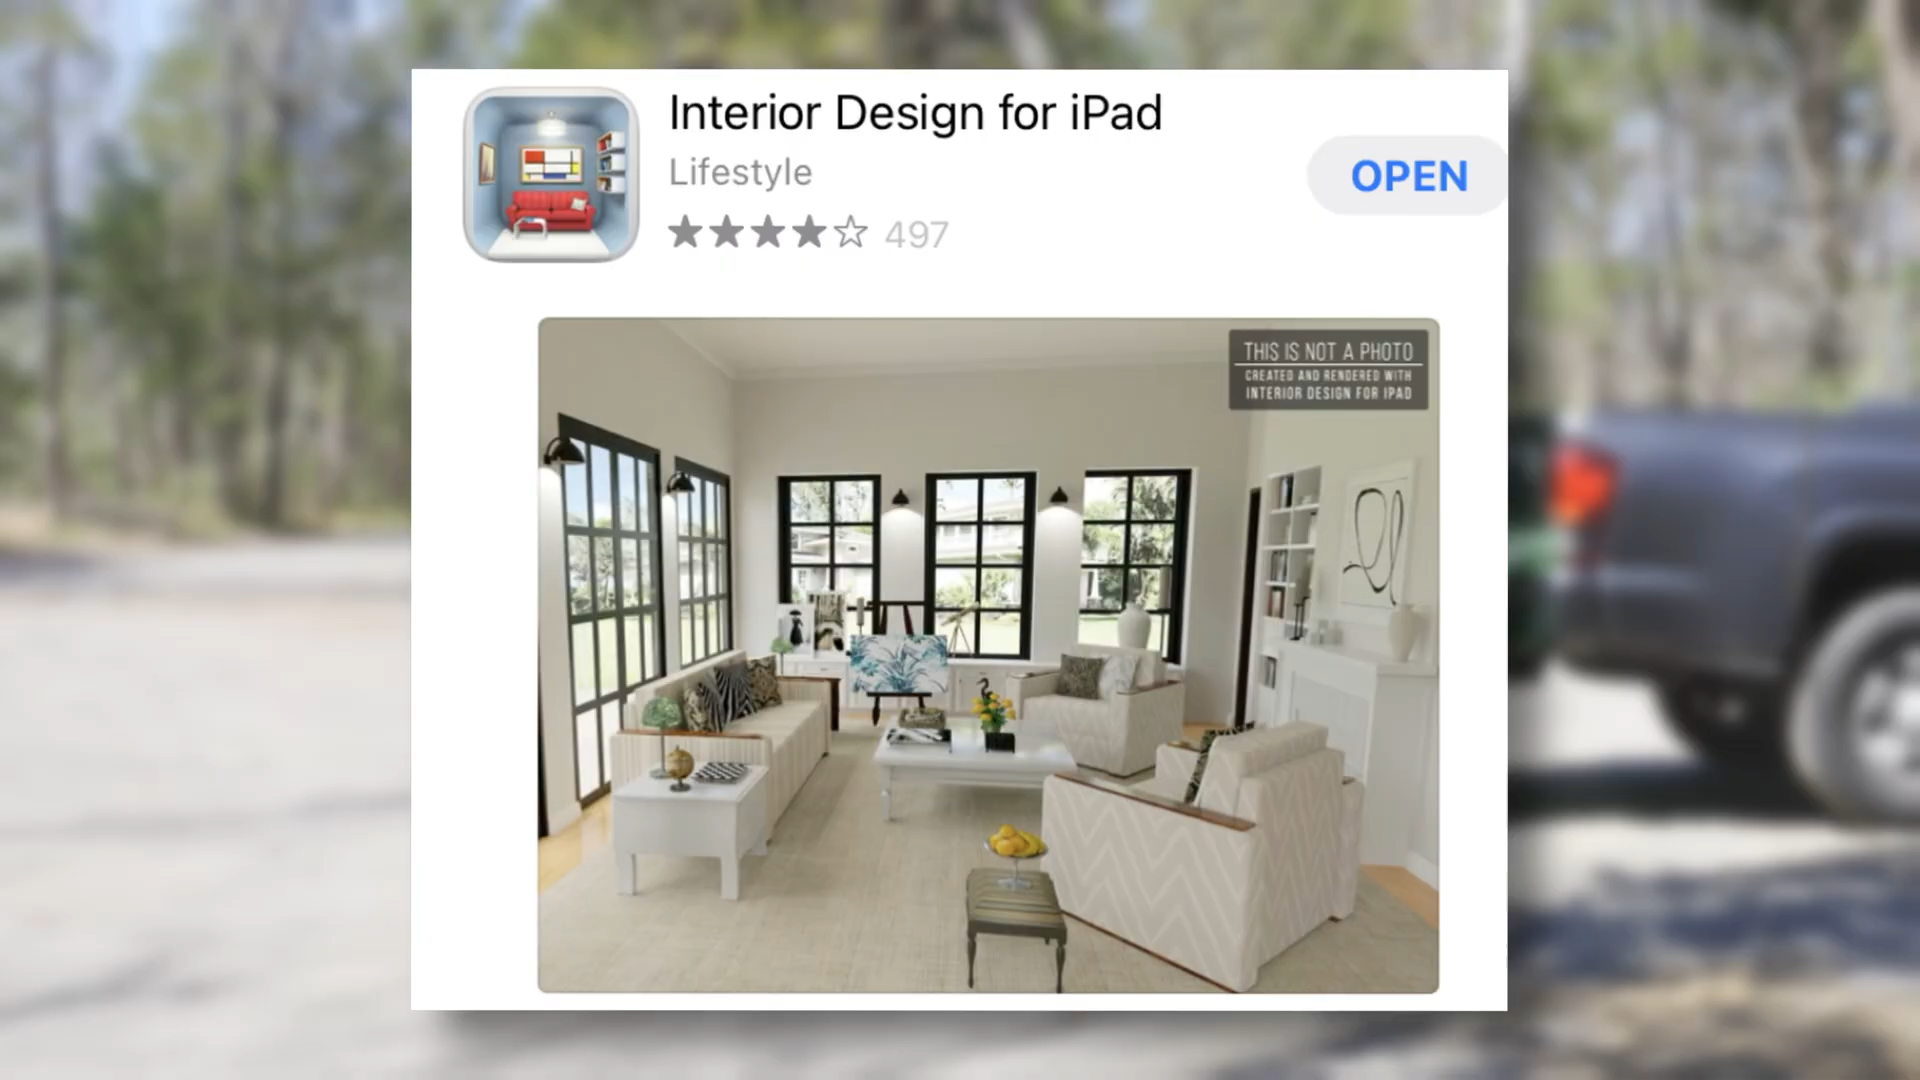 Interior Design for iPad
Lifestyle
OPEN
497
THIS IS NOT A PHOTO
CREATED AND RENDERED WITH
INTERIOR DESIGN FOR IPAD